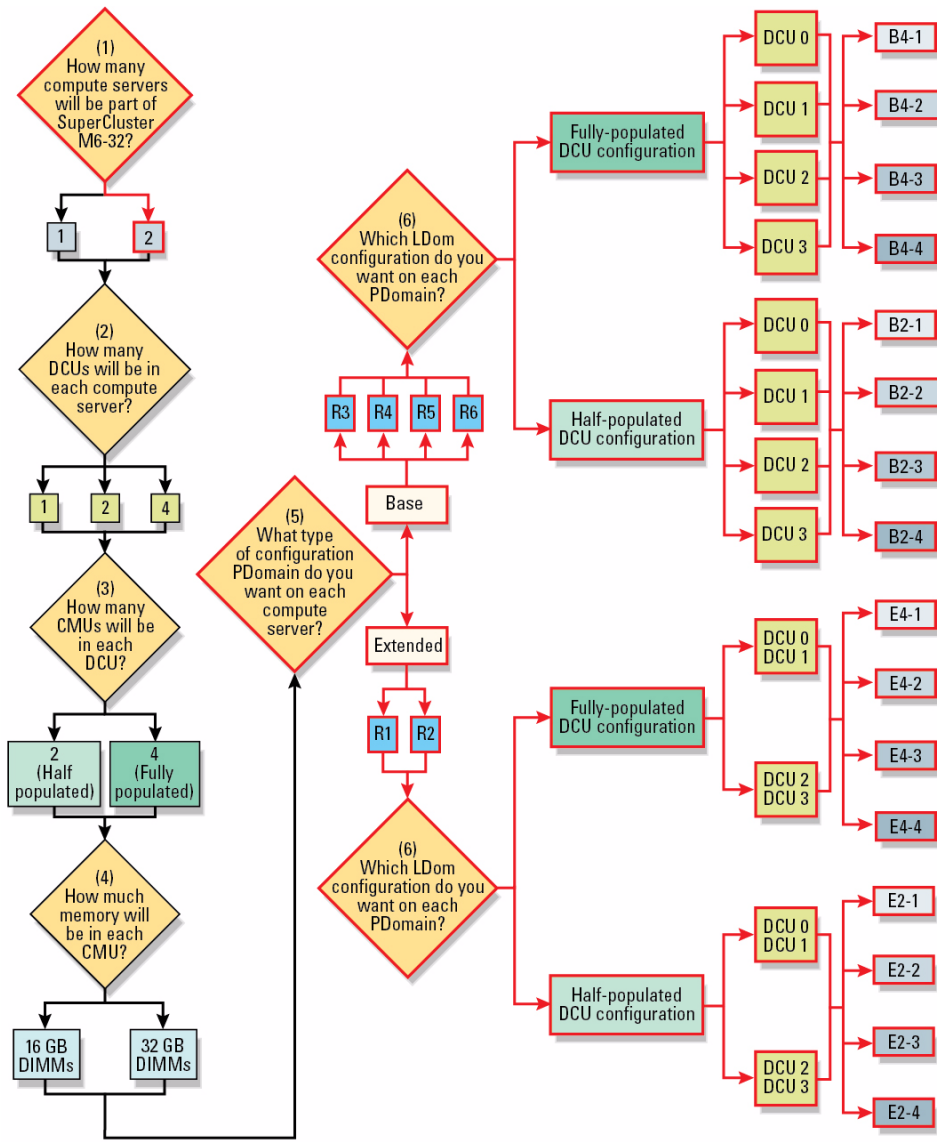 (1)
How many
compute servers
will be part of
SuperCluster
M6-32?
1
2
(2)
How many
DCUs will be in
each compute
server?
1
2
4
(3)
How many
CMUs will be
in each
DCU?
2
(Half
populated)
4
(Fully
populated)
(4)
How much
memory will
be in each
CMU?
16 GB
DIMMs
32 GB
DIMMs
(5)
What type
of configuration
PDomain do you
want on each
compute
server?
Base
R3
R4
R5
R6
Extended
R1
R2
(6)
Which LDom
configuration do you
want on each
PDomain?
Fully-populated
DCU configuration
DCU 0
DCU 1
DCU 2
DCU 3
B4-1
B4-2
B4-3
B4-4
Half-populated
DCU configuration
DCU 0
DCU 1
DCU 2
DCU 3
B2-1
B2-2
B2-3
B2-4
(6)
Which LDom
configuration do you
want on each
PDomain?
Fully-populated
DCU configuration
DCU 0
DCU 1
DCU 2
DCU 3
E4-1
E4-2
E4-3
E4-4
Half-populated
DCU configuration
DCU 0
DCU 1
DCU 2
DCU 3
E2-1
E2-2
E2-3
E2-4